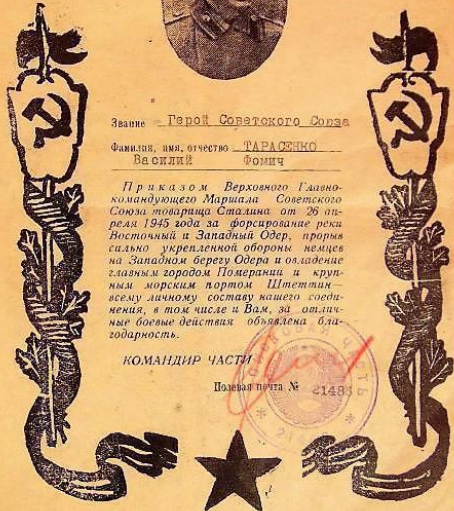 Звание Герой Советского Союза
Фамилия, имя, отчество ТАРАСЕНКО
Василий Фомич
Приказом Верховного Главно-
командующего Маршала Советского
Союза товарища Сталина от 26 ап-
реля 1945 года за форсирование реки
Восточный и Западный Одер, прорыв
сильно укрепленной обороны немцев
на Западном берегу Одера и овладение
главным городом Померании и круп-
ным морским портом Штеттин—
всему личному составу нашего соеди-
нения, в том числе и Вам, за отлич-
ные боевые действия объявлена бла-
годарность.
КОМАНДИР ЧАСТИ
Полевая почта № 21483